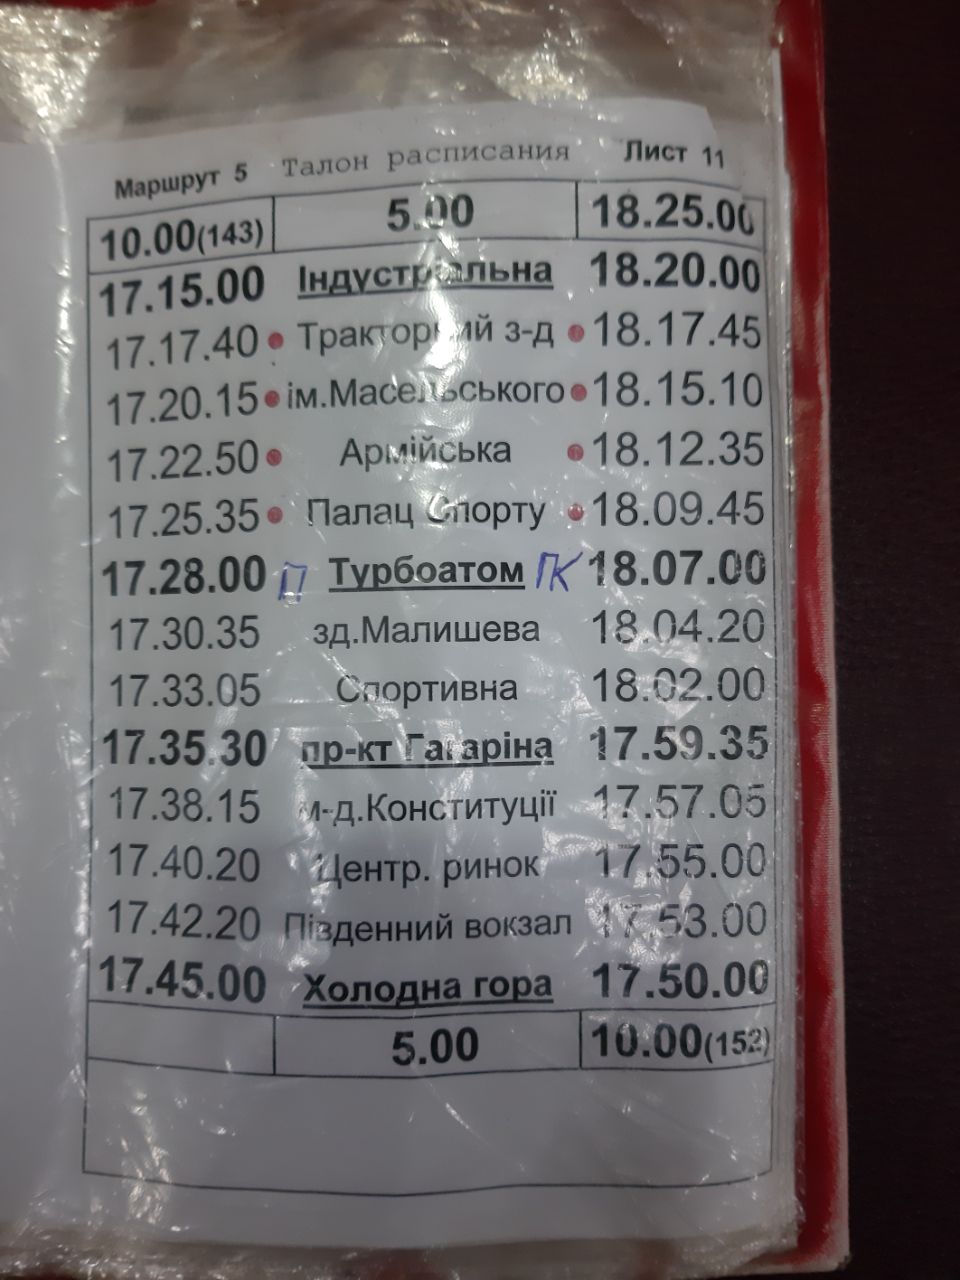 Маршрут 5 Талон расписания Лист 11
10.00(143) 5.00 18.25.00
17.15.00 Індустріальна 18.20.00
17.17.40 • Тракторний з-д • 18.17.45
17.20.15 • ім.Масельського • 18.15.10
17.22.50 • Армійська • 18.12.35
17.25.35 • Палац Спорту • 18.09.45
17.28.00 П Турбоатом ПК 18.07.00
17.30.35 зд.Малишева 18.04.20
17.33.05 Спортивна 18.02.00
17.35.30 пр-кт Гагаріна 17.59.35
17.38.15 м-д.Конституції 17.57.05
17.40.20 Центр. ринок 17.55.00
17.42.20 Південний вокзал 17.53.00
17.45.00 Холодна гора 17.50.00
5.00 10.00(152)